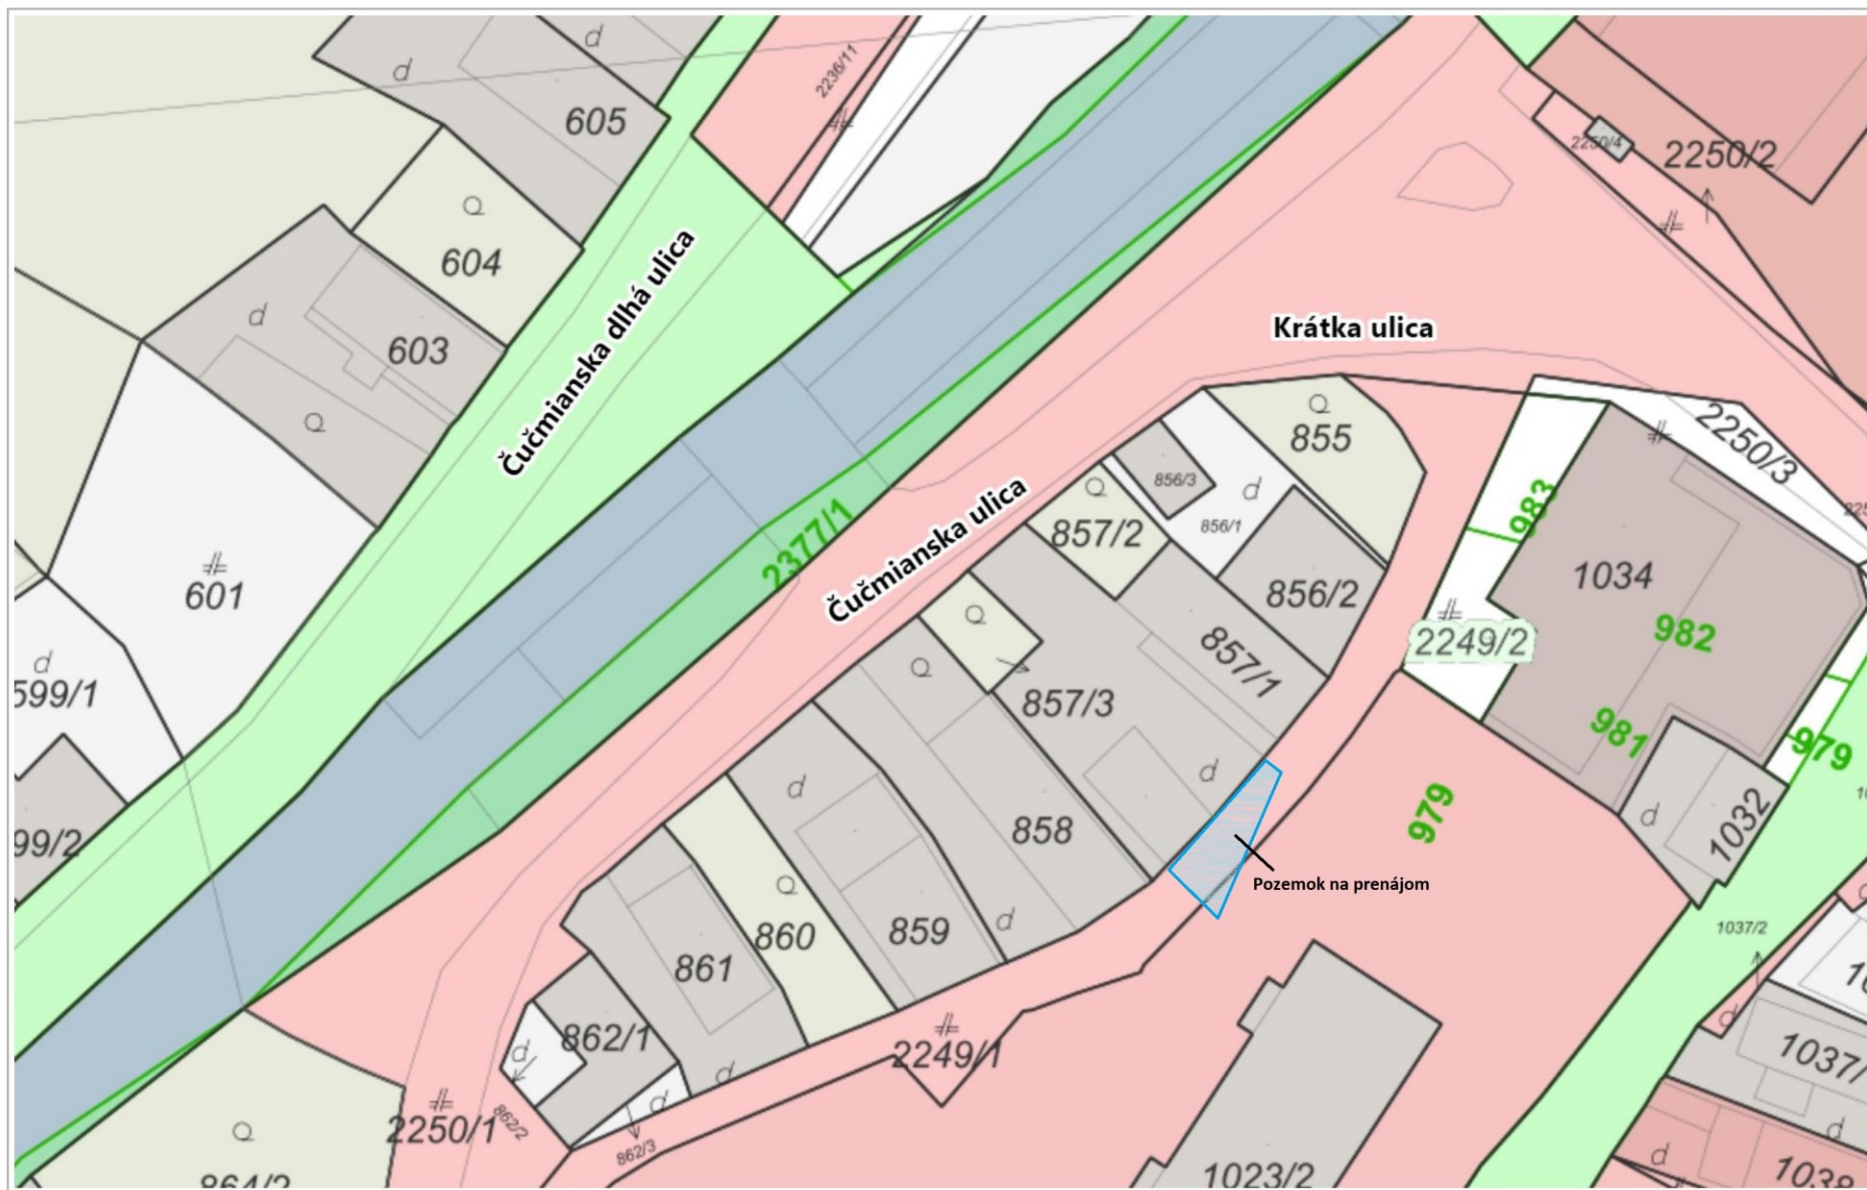 d
d
605
2236/11
2250/4
2250/2
604
603
d
Čučmianska dlhá ulica
Krátka ulica
855
2250/3
856/3
d
856/1
857/2
983
1034
2377/1
Čučmianska ulica
601
856/2
982
2249/2
857/1
d
599/1
857/3
d
981
979
d
858
979
d
1032
99/2
Pozemok na prenájom
859
d
860
861
1037/2
862/1
d
2249/1
d
d
1037/
d
2250/1
862/2
862/3
d
d
864/2
1023/2
1038